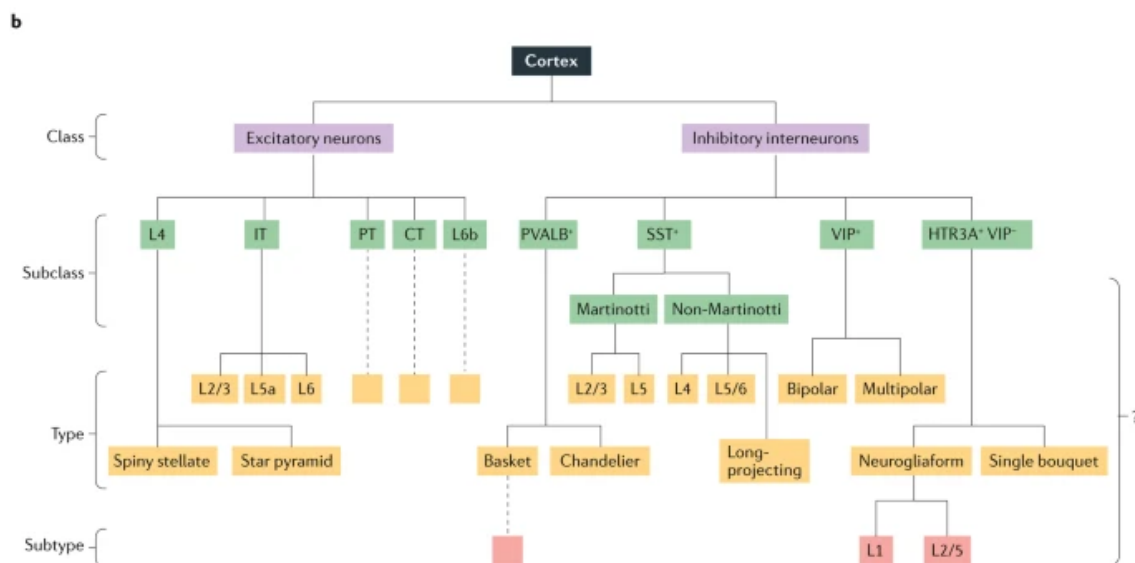 b
Cortex
Class
Excitatory neurons
Inhibitory interneurons
L4
IT
PT
CT
L6b
PVALB⁺
SST⁺
VIP⁺
HTR3A⁺ VIP⁻
Subclass
Martinotti
Non-Martinotti
L2/3
L5a
L6
L2/3
L5
L4
L5/6
Bipolar
Multipolar
Type
Spiny stellate
Star pyramid
Basket
Chandelier
Long-
projecting
Neurogliaform
Single bouquet
Subtype
L1
L2/5